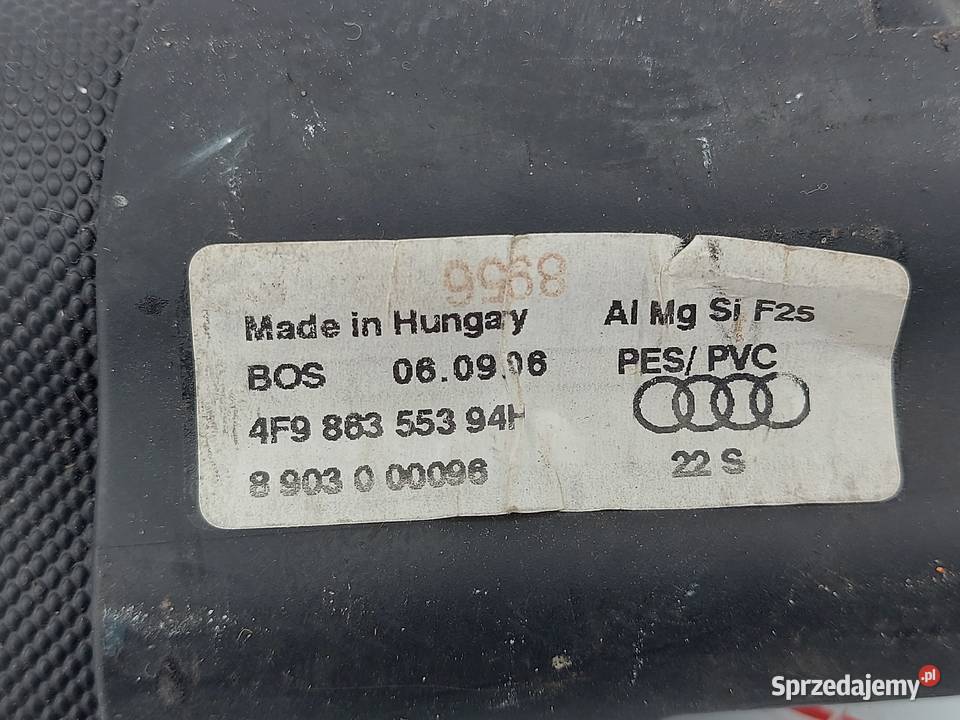 8956
Made in Hungay
Al Mg Si F25
BOS 06.09.06
PES/ PVC
4F9 863 553 94H
22 S
8 903 0 00096
Sprzedajemy.pl